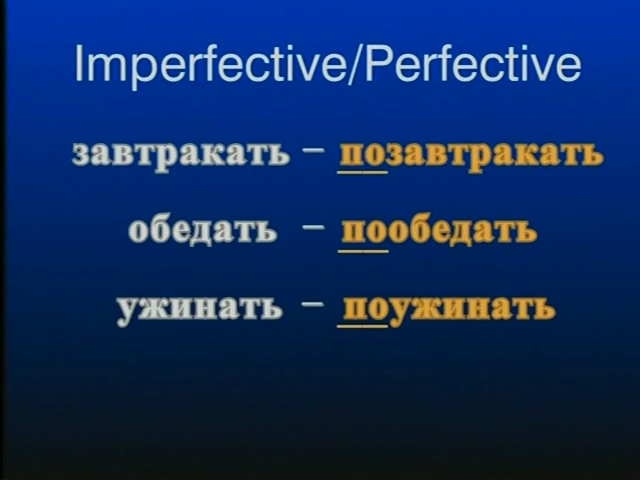 Imperfective/Perfective
завтракать – позавтракать
обедать – пообедать
ужинать – поужинать